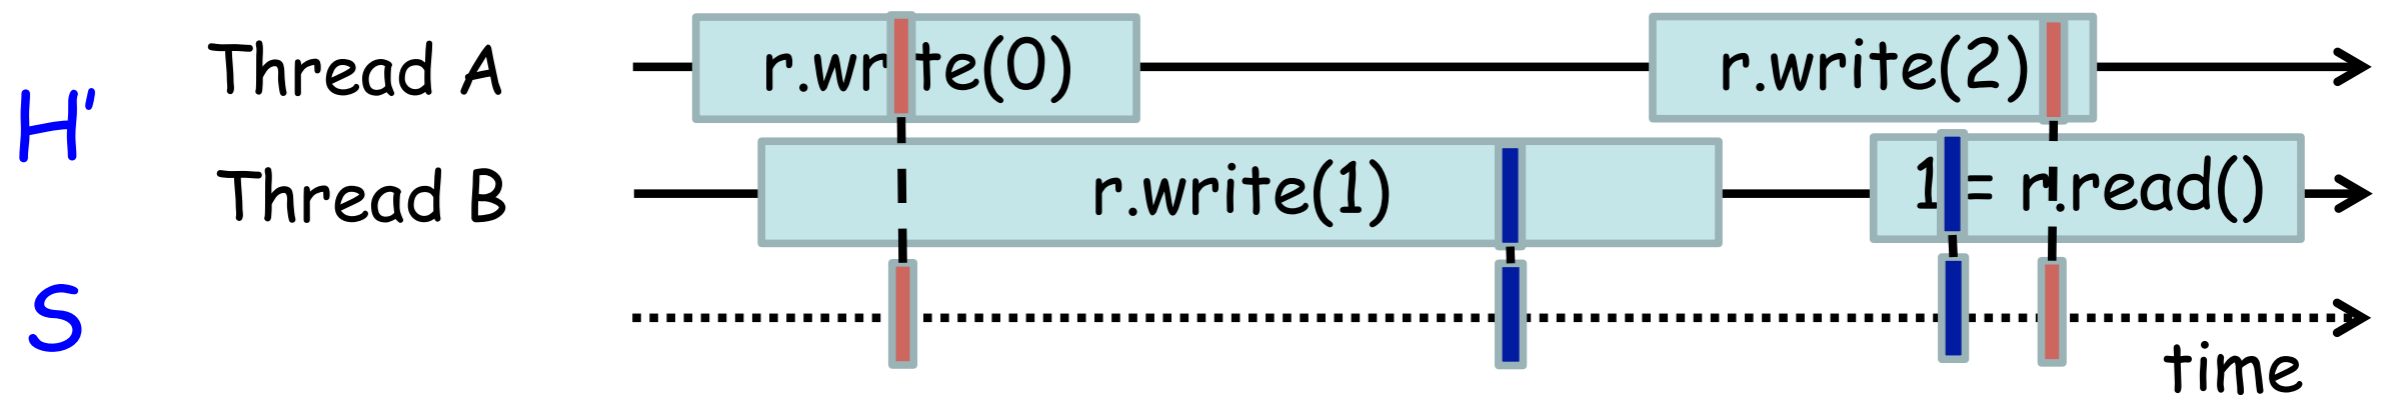 H'
Thread A
r.write(0)
r.write(2)
Thread B
r.write(1)
1 = r.read()
S
time